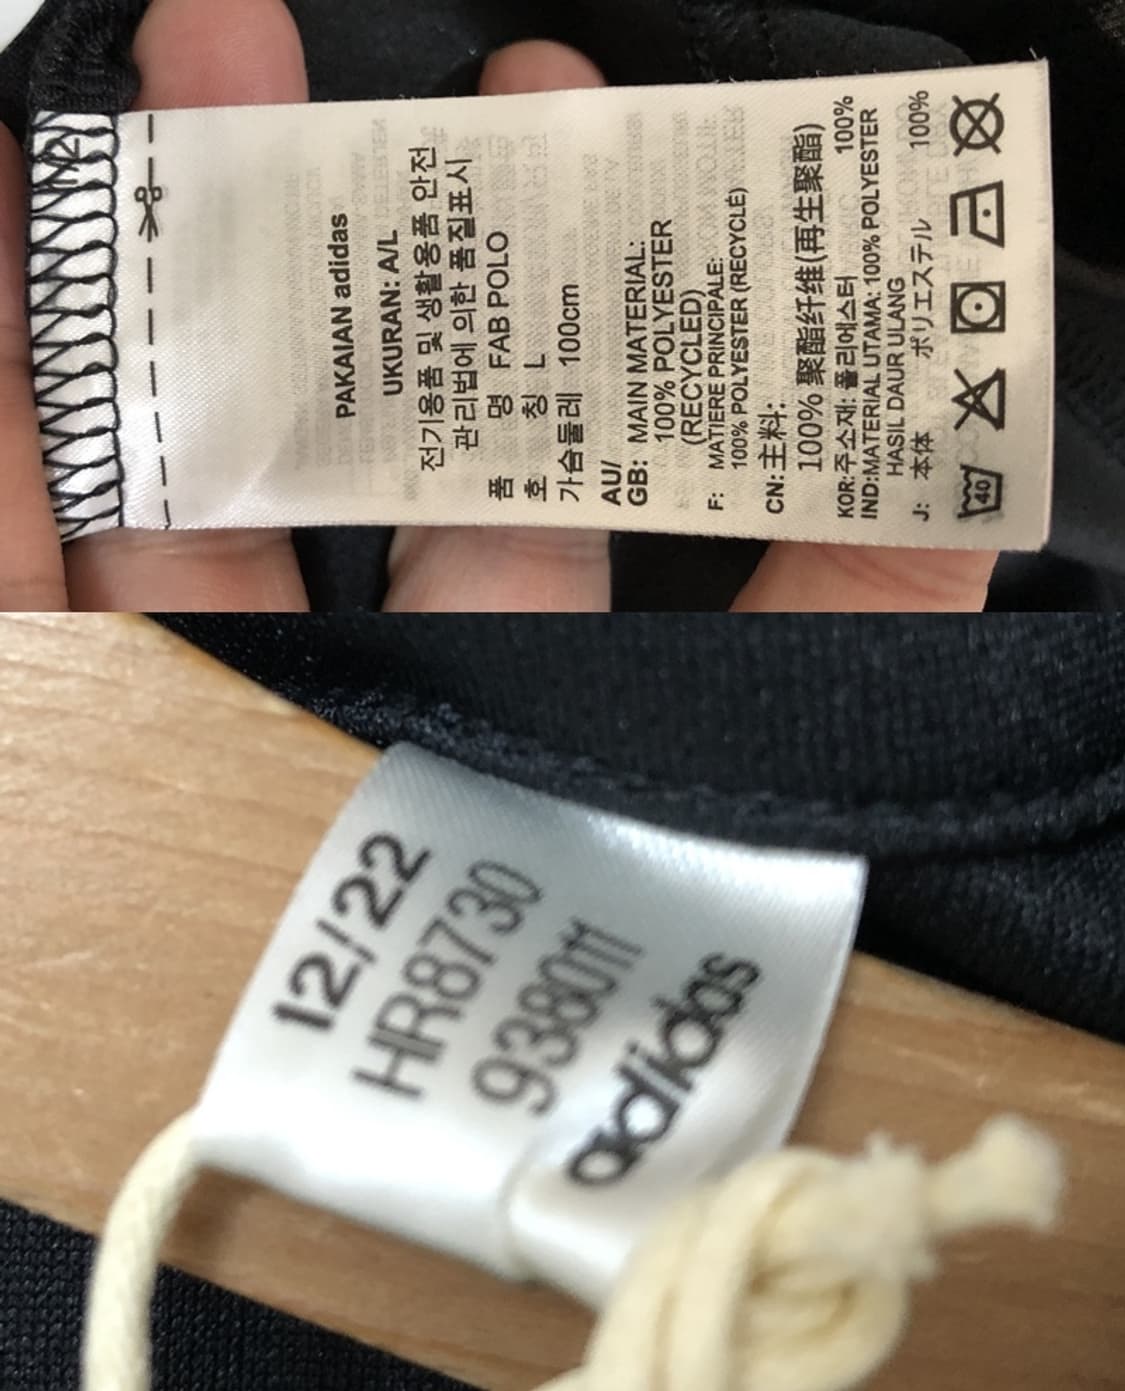 PAKAIAN adidas
UKURAN: A/L
전기용품 및 생활용품 안전
관리법에 의한 품질표시
품 명 FAB POLO
호 칭 L
가슴둘레 100cm
AU/
GB: MAIN MATERIAL:
100% POLYESTER
(RECYCLED)
F: MATIERE PRINCIPALE:
100% POLYESTER (RECYCLÉ)
CN: 主料:
100% 聚酯纤维(再生聚酯)
KOR: 주소재: 폴리에스터 100%
IND:MATERIAL UTAMA: 100% POLYESTER
HASIL DAUR ULANG
J: 本体 ポリエステル 100%
40
12/22
HR8730
938011
adidas